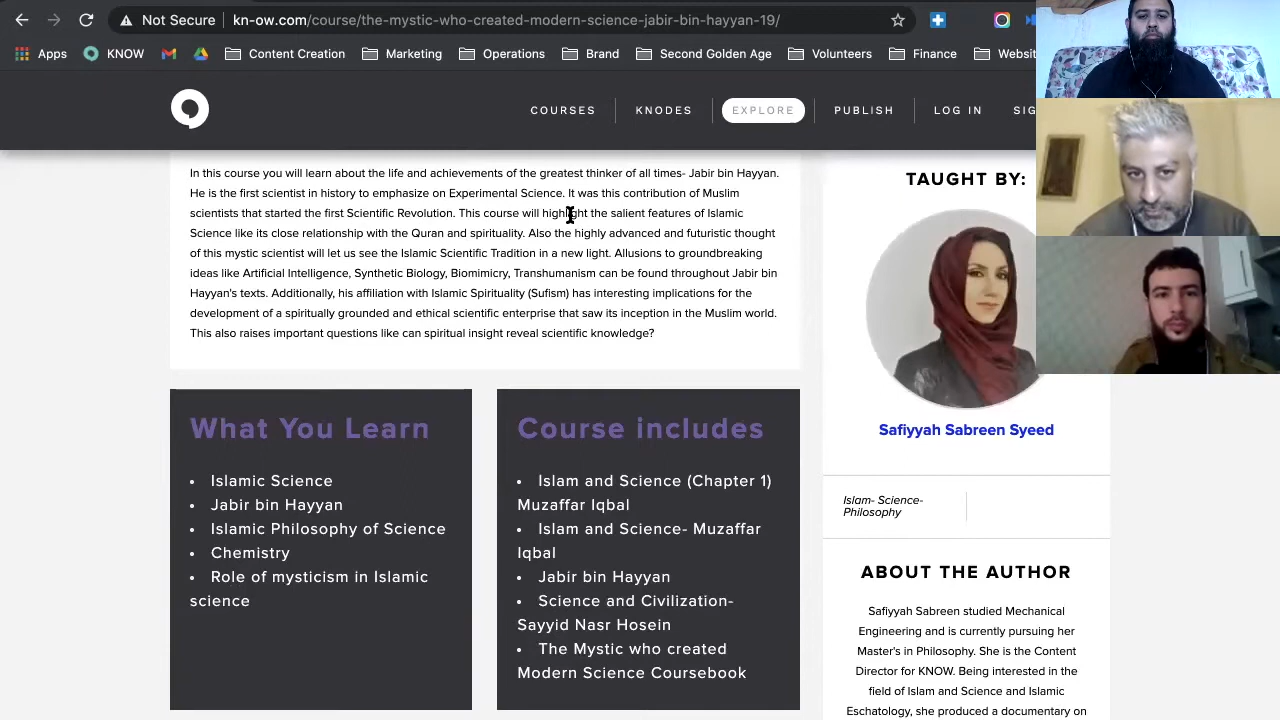 Not Secure
kn-ow.com/course/the-mystic-who-created-modern-science-jabir-bin-hayyan-19/
Apps
KNOW
Content Creation
Marketing
Operations
Brand
Second Golden Age
Volunteers
Finance
COURSES
KNODES
EXPLORE
PUBLISH
LOG IN
In this course you will learn about the life and achievements of the greatest thinker of all times- Jabir bin Hayyan.
He is the first scientist in history to emphasize on Experimental Science. It was this contribution of Muslim
scientists that started the first Scientific Revolution. This course will highlight the salient features of Islamic
Science like its close relationship with the Quran and spirituality. Also the highly advanced and futuristic thought
of this mystic scientist will let us see the Islamic Scientific Tradition in a new light. Allusions to groundbreaking
ideas like Artificial Intelligence, Synthetic Biology, Biomimicry, Transhumanism can be found throughout Jabir bin
Hayyan's texts. Additionally, his affiliation with Islamic Spirituality (Sufism) has interesting implications for the
development of a spiritually grounded and ethical scientific enterprise that saw its inception in the Muslim world.
This also raises important questions like can spiritual insight reveal scientific knowledge?
What You Learn
• Islamic Science
• Jabir bin Hayyan
• Islamic Philosophy of Science
• Chemistry
• Role of mysticism in Islamic
science
Course includes
• Islam and Science (Chapter 1)
Muzaffar Iqbal
• Islam and Science- Muzaffar
Iqbal
• Jabir bin Hayyan
• Science and Civilization-
Sayyid Nasr Hosein
• The Mystic who created
Modern Science Coursebook
TAUGHT BY:
Safiyyah Sabreen Syeed
Islam- Science-
Philosophy
ABOUT THE AUTHOR
Safiyyah Sabreen studied Mechanical
Engineering and is currently pursuing her
Master's in Philosophy. She is the Content
Director for KNOW. Being interested in the
field of Islam and Science and Islamic
Eschatology, she produced a documentary on